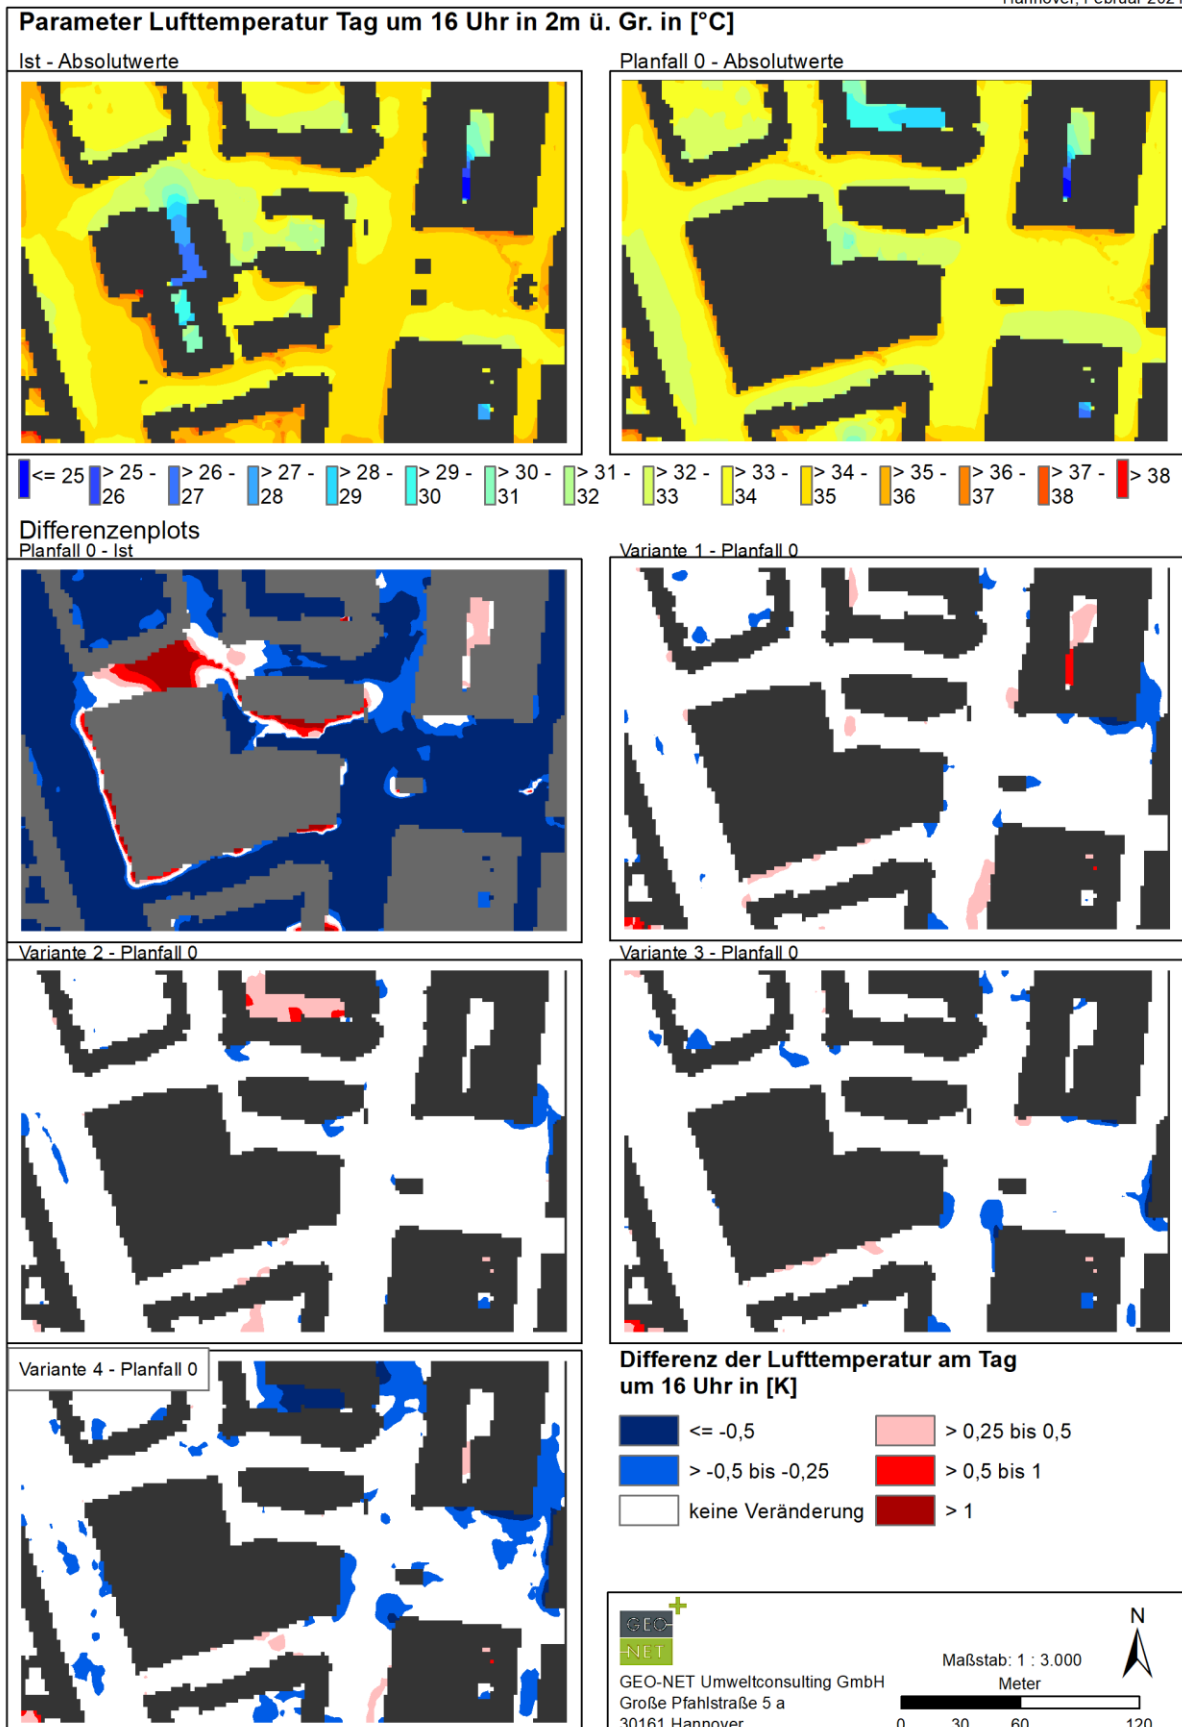 Hannover, Februar 2021
Parameter Lufttemperatur Tag um 16 Uhr in 2m ü. Gr. in [°C]
Ist - Absolutwerte
Planfall 0 - Absolutwerte
<= 25
> 25 - 26
> 26 - 27
> 27 - 28
> 28 - 29
> 29 - 30
> 30 - 31
> 31 - 32
> 32 - 33
> 33 - 34
> 34 - 35
> 35 - 36
> 36 - 37
> 37 - 38
> 38
Differenzenplots
Planfall 0 - Ist
Variante 1 - Planfall 0
Variante 2 - Planfall 0
Variante 3 - Planfall 0
Variante 4 - Planfall 0
Differenz der Lufttemperatur am Tag
um 16 Uhr in [K]
<= -0,5
> -0,5 bis -0,25
keine Veränderung
> 0,25 bis 0,5
> 0,5 bis 1
> 1
GEO-
NET
GEO-NET Umweltconsulting GmbH
Große Pfahlstraße 5 a
30161 Hannover
Maßstab: 1 : 3.000
Meter
0 30 60 120
N